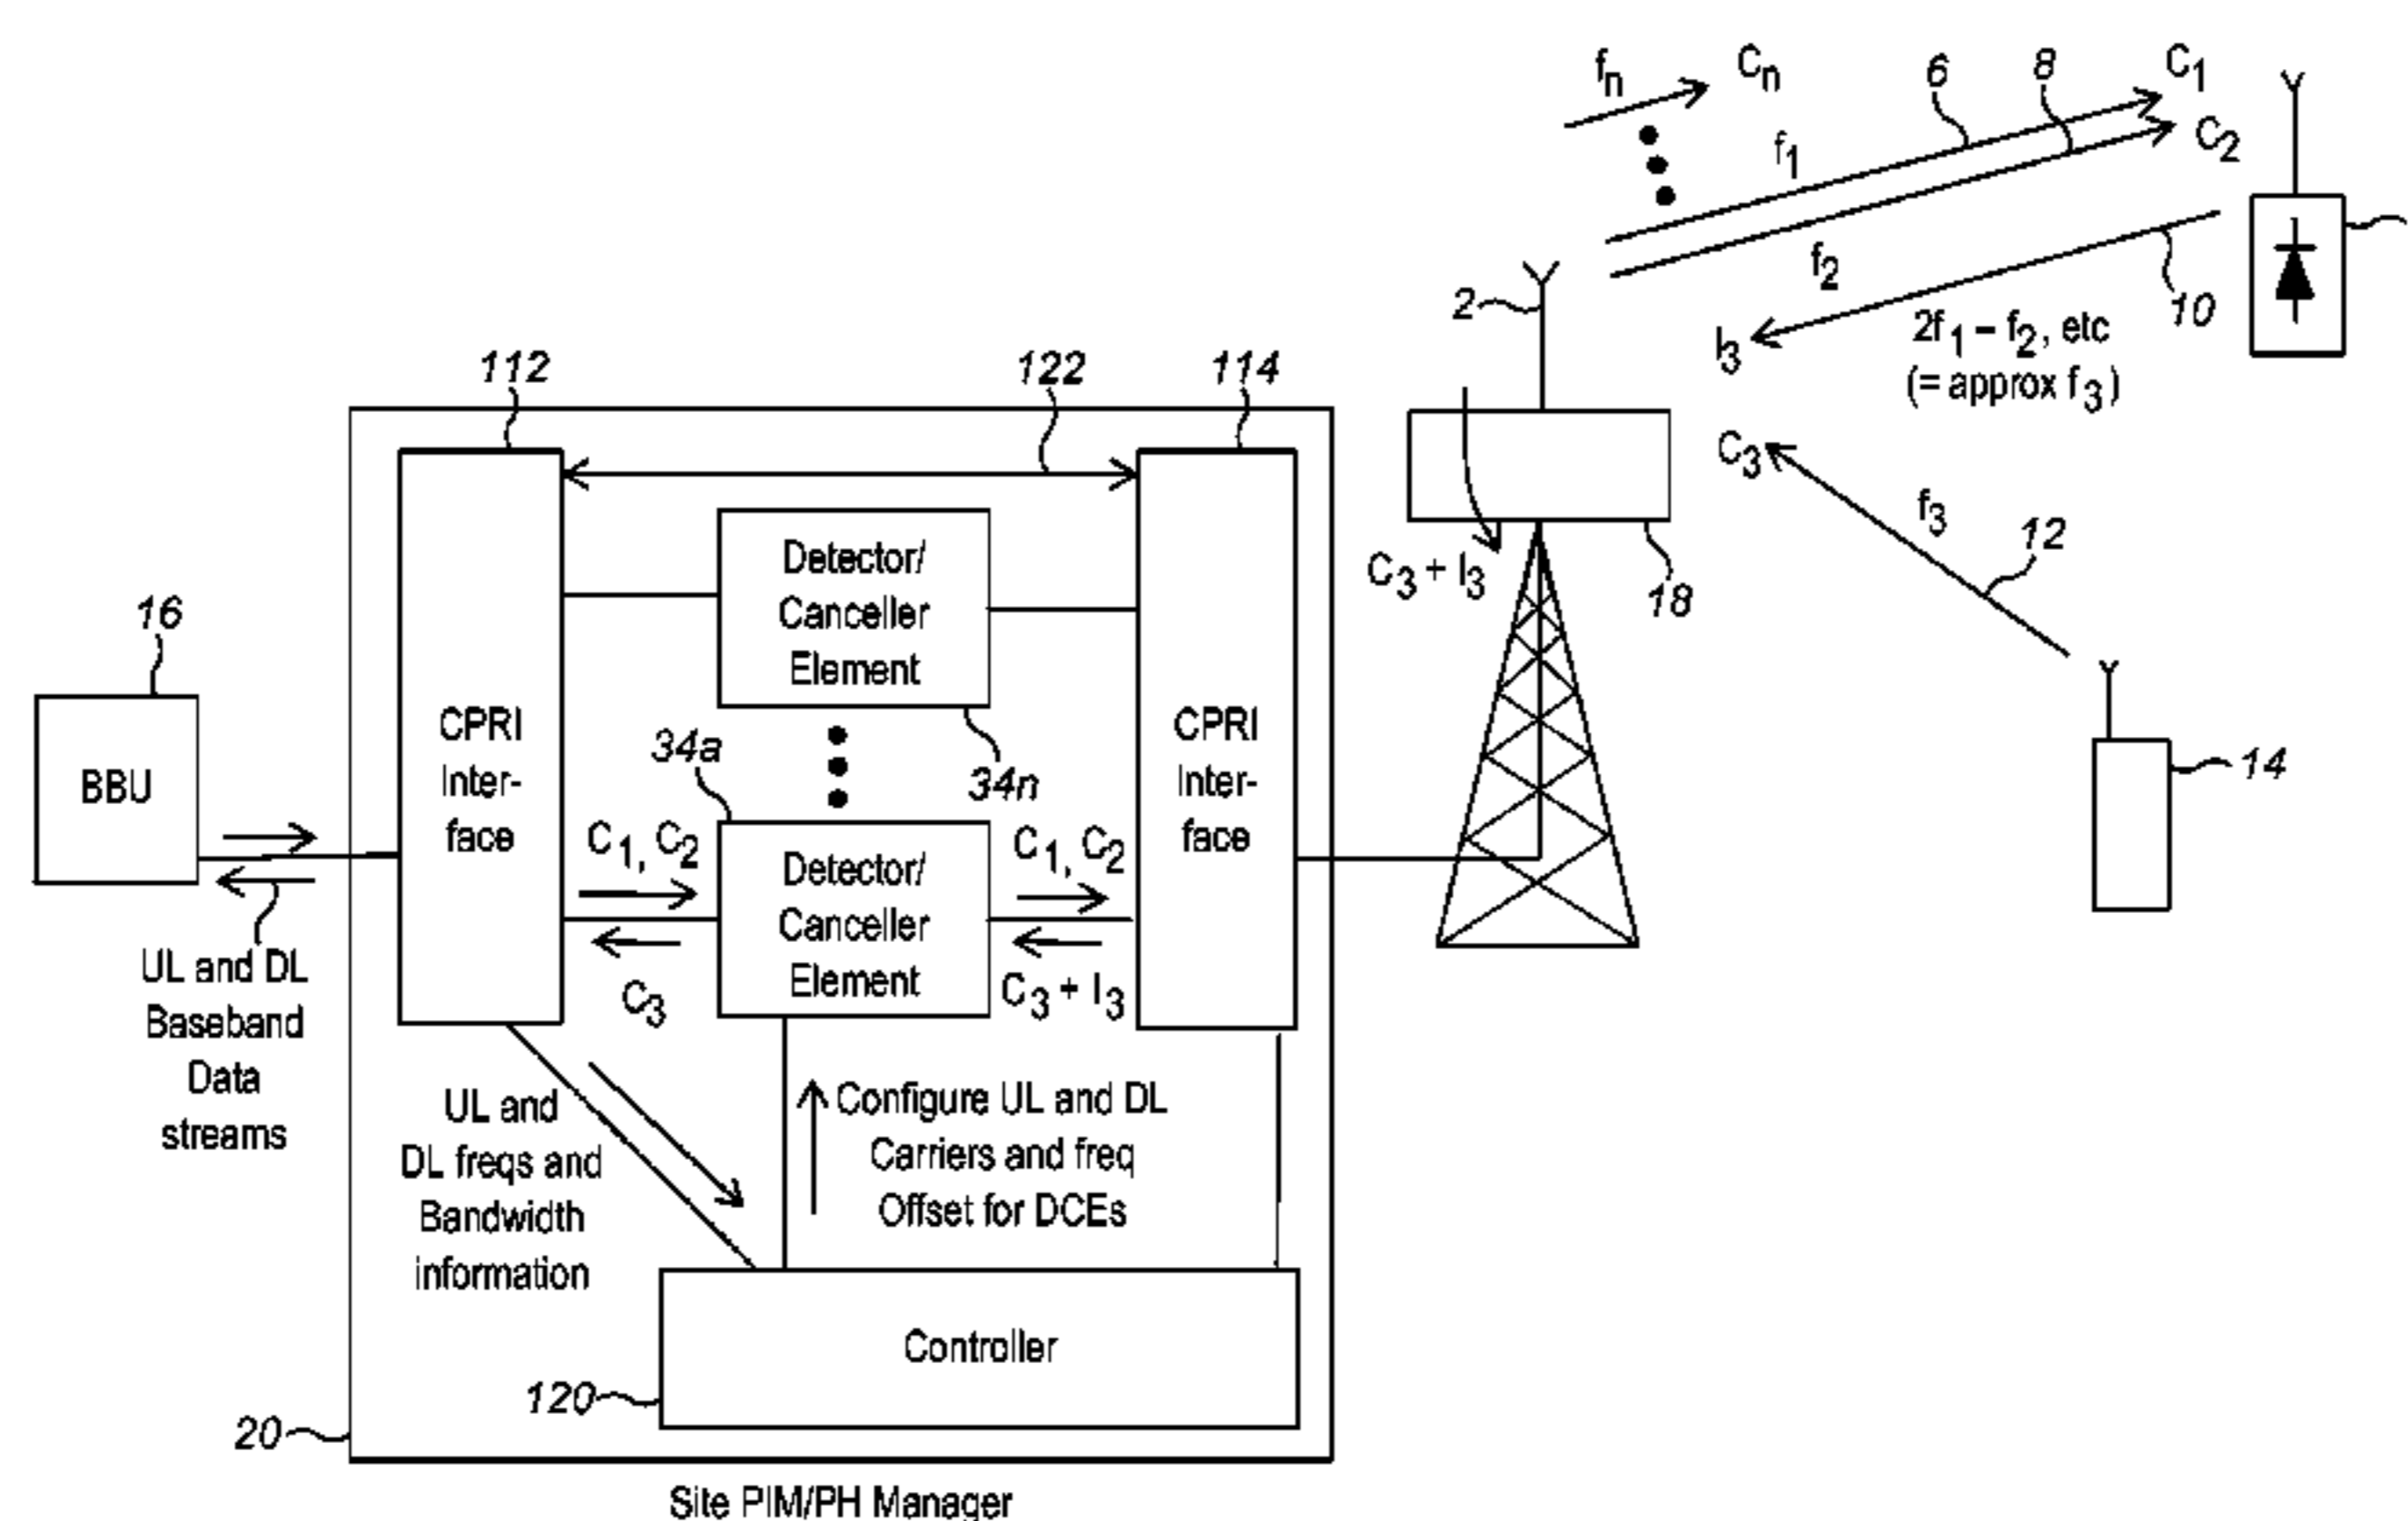 fn
Cn
6
8
C1
f1
C2
f2
2
10
2f1 – f2, etc
(= approx f3)
I3
112
122
114
C3
f3
12
C3 + I3
18
Detector/
Canceller
Element
16
CPRI
Inter-
face
CPRI
Inter-
face
34a
34n
14
BBU
C1, C2
C1, C2
Detector/
Canceller
Element
C3
C3 + I3
UL and DL
Baseband
Data
streams
UL and
DL freqs and
Bandwidth
information
Configure UL and DL
Carriers and freq
Offset for DCEs
Controller
120
20
Site PIM/PH Manager